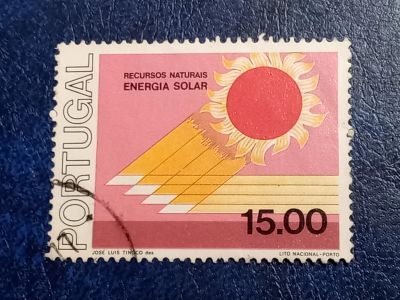 PORTUGAL
RECURSOS NATURAIS
ENERGIA SOLAR
15.00
JOSÉ LUIS TINOCO des.
LITO NACIONAL-PORTO